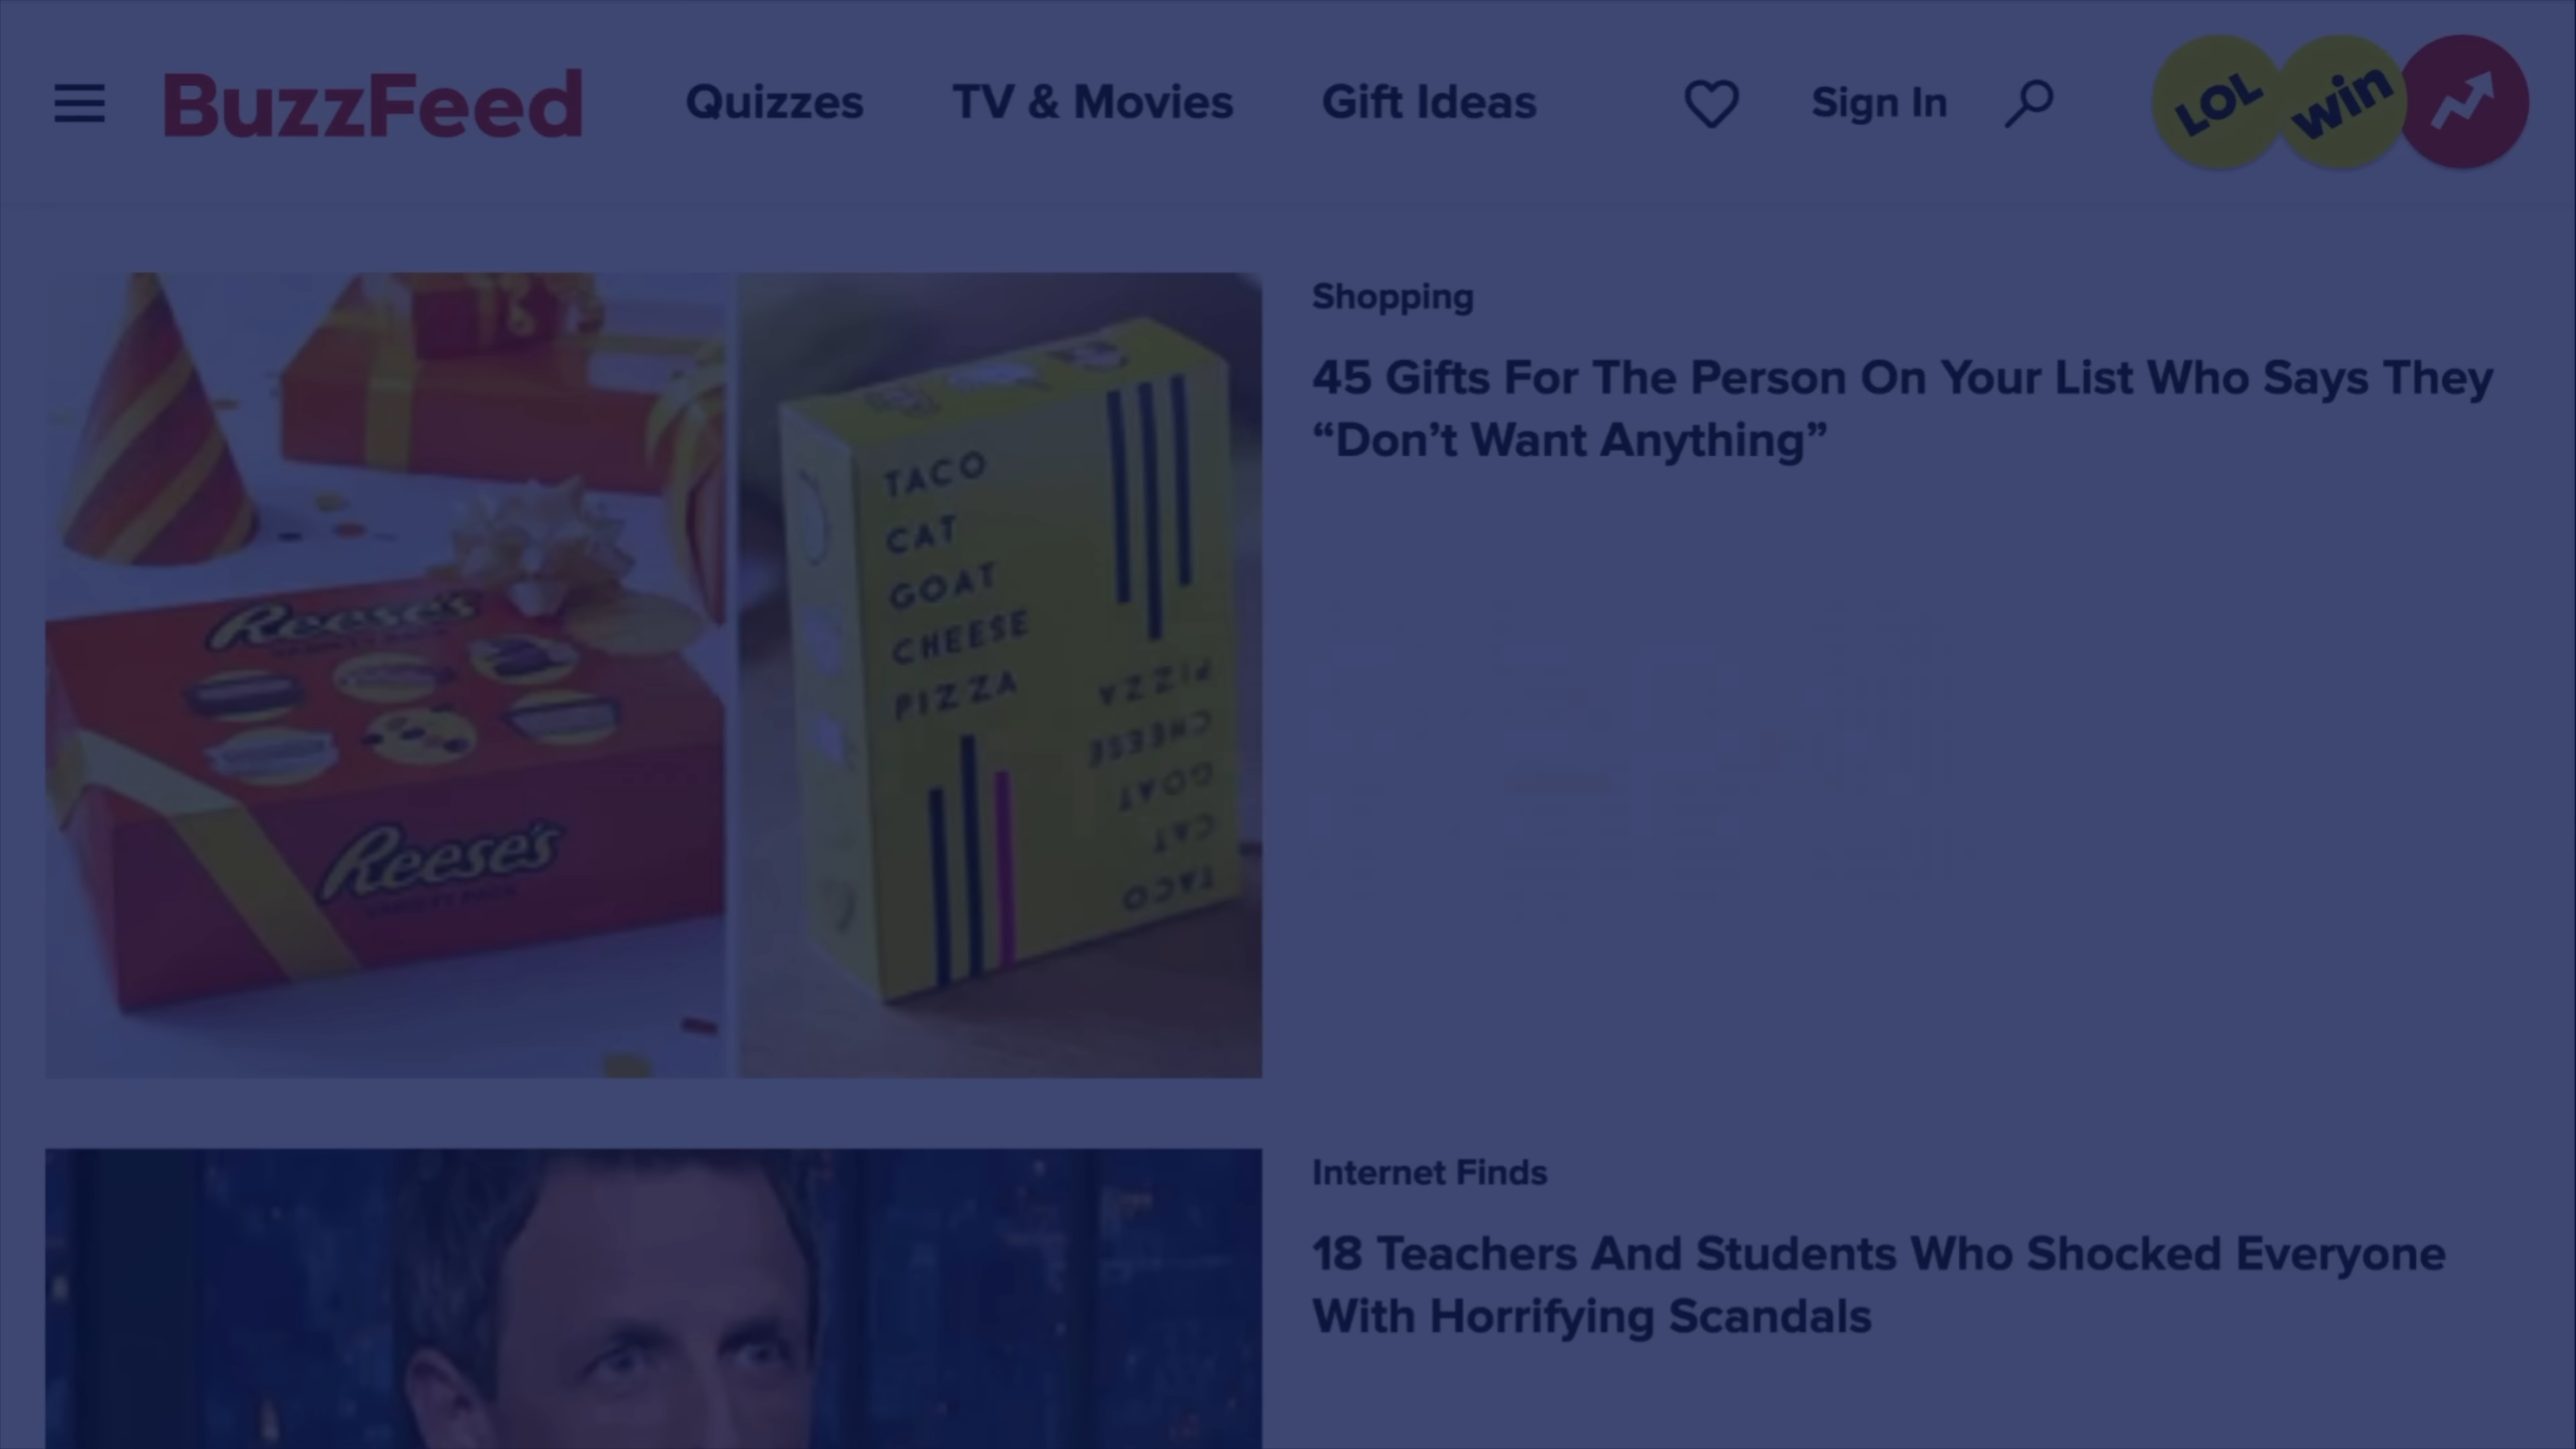 BuzzFeed
Quizzes
TV & Movies
Gift Ideas
Sign In
LOL
win
Shopping
45 Gifts For The Person On Your List Who Says They
“Don’t Want Anything”
Reese's
Reese's
TACO
CAT
GOAT
CHEESE
PIZZA
PIZZA
CHEESE
GOAT
CAT
TACO
Internet Finds
18 Teachers And Students Who Shocked Everyone
With Horrifying Scandals